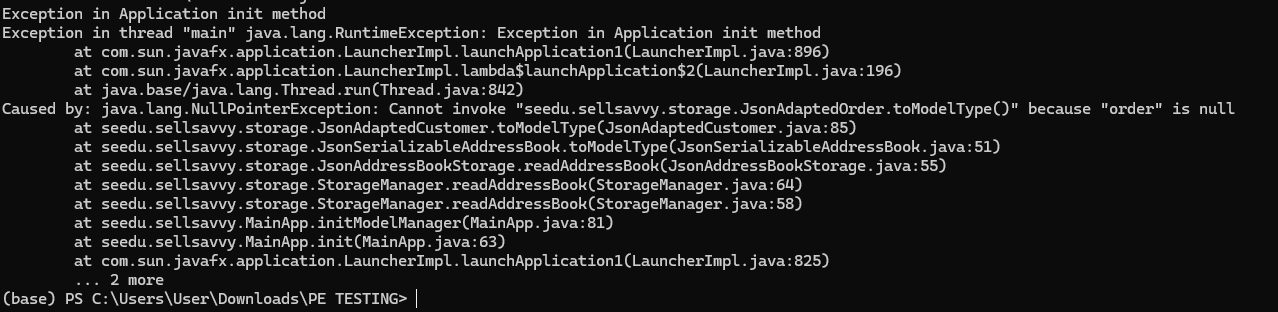 Exception in Application init method
Exception in thread "main" java.lang.RuntimeException: Exception in Application init method
        at com.sun.javafx.application.LauncherImpl.launchApplication1(LauncherImpl.java:896)
        at com.sun.javafx.application.LauncherImpl.lambda$launchApplication$2(LauncherImpl.java:196)
        at java.base/java.lang.Thread.run(Thread.java:842)
Caused by: java.lang.NullPointerException: Cannot invoke "seedu.sellsavvy.storage.JsonAdaptedOrder.toModelType()" because "order" is null
        at seedu.sellsavvy.storage.JsonAdaptedCustomer.toModelType(JsonAdaptedCustomer.java:85)
        at seedu.sellsavvy.storage.JsonSerializableAddressBook.toModelType(JsonSerializableAddressBook.java:51)
        at seedu.sellsavvy.storage.JsonAddressBookStorage.readAddressBook(JsonAddressBookStorage.java:55)
        at seedu.sellsavvy.storage.StorageManager.readAddressBook(StorageManager.java:64)
        at seedu.sellsavvy.storage.StorageManager.readAddressBook(StorageManager.java:58)
        at seedu.sellsavvy.MainApp.initModelManager(MainApp.java:81)
        at seedu.sellsavvy.MainApp.init(MainApp.java:63)
        at com.sun.javafx.application.LauncherImpl.launchApplication1(LauncherImpl.java:825)
        ... 2 more
(base) PS C:\Users\User\Downloads\PE TESTING>